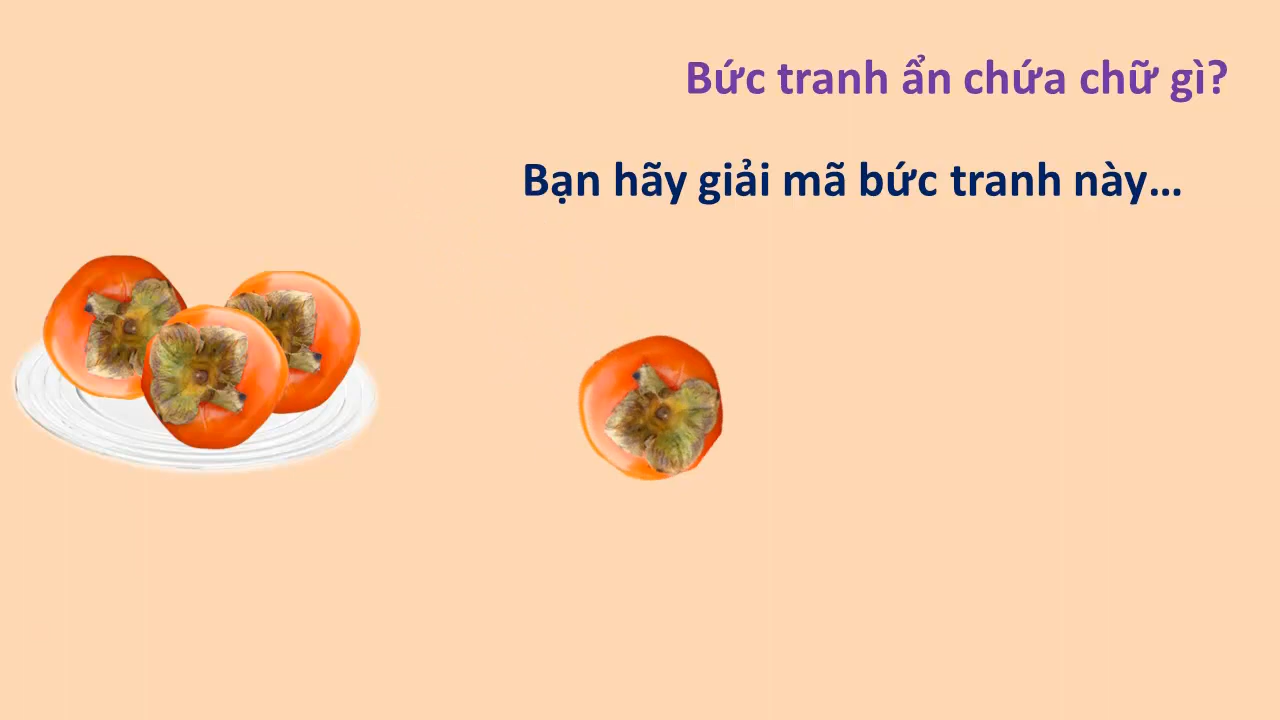 Bức tranh ẩn chứa chữ gì?
Bạn hãy giải mã bức tranh này...